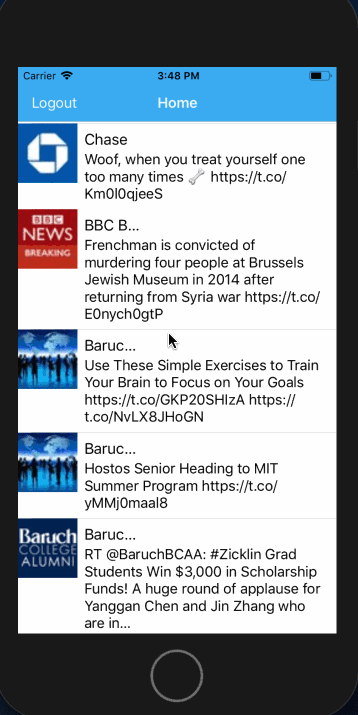 Carrier 3:48 PM
Logout Home
Chase
Woof, when you treat yourself one
too many times 🦴 https://t.co/
Km0l0qjeeS
BBC
NEWS
BREAKING
BBC B...
Frenchman is convicted of
murdering four people at Brussels
Jewish Museum in 2014 after
returning from Syria war https://t.co/
E0nych0gtP
Baruc...
Use These Simple Exercises to Train
Your Brain to Focus on Your Goals
https://t.co/GKP20SHIzA https://
t.co/NvLX8JHoGN
Baruc...
Hostos Senior Heading to MIT
Summer Program https://t.co/
yMMj0maal8
Baruch
COLLEGE
ALUMNI
Baruc...
RT @BaruchBCAA: #Zicklin Grad
Students Win $3,000 in Scholarship
Funds! A huge round of applause for
Yanggan Chen and Jin Zhang who
are in...